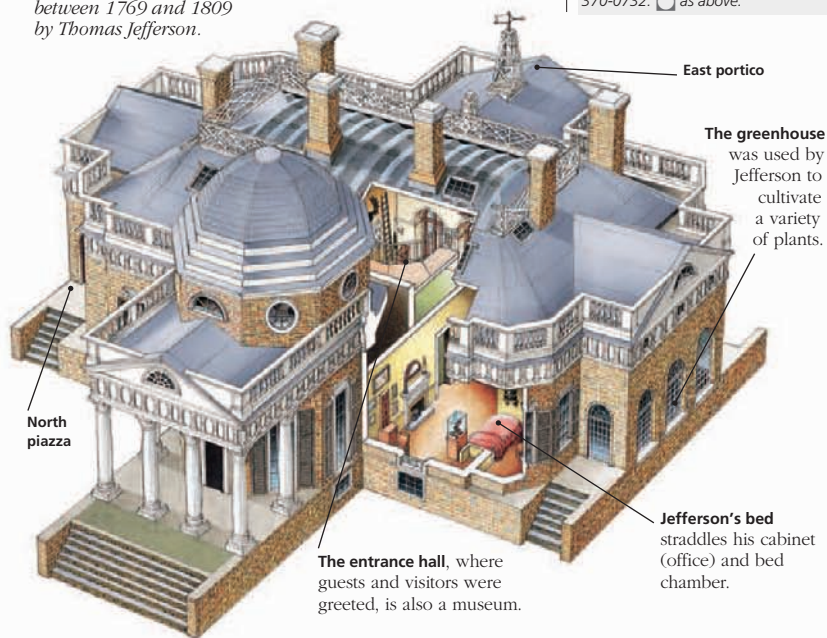 between 1769 and 1809
by Thomas Jefferson.
370-0732. as above.
East portico
The greenhouse
was used by
Jefferson to
cultivate
a variety
of plants.
North
piazza
The entrance hall, where
guests and visitors were
greeted, is also a museum.
Jefferson's bed
straddles his cabinet
(office) and bed
chamber.